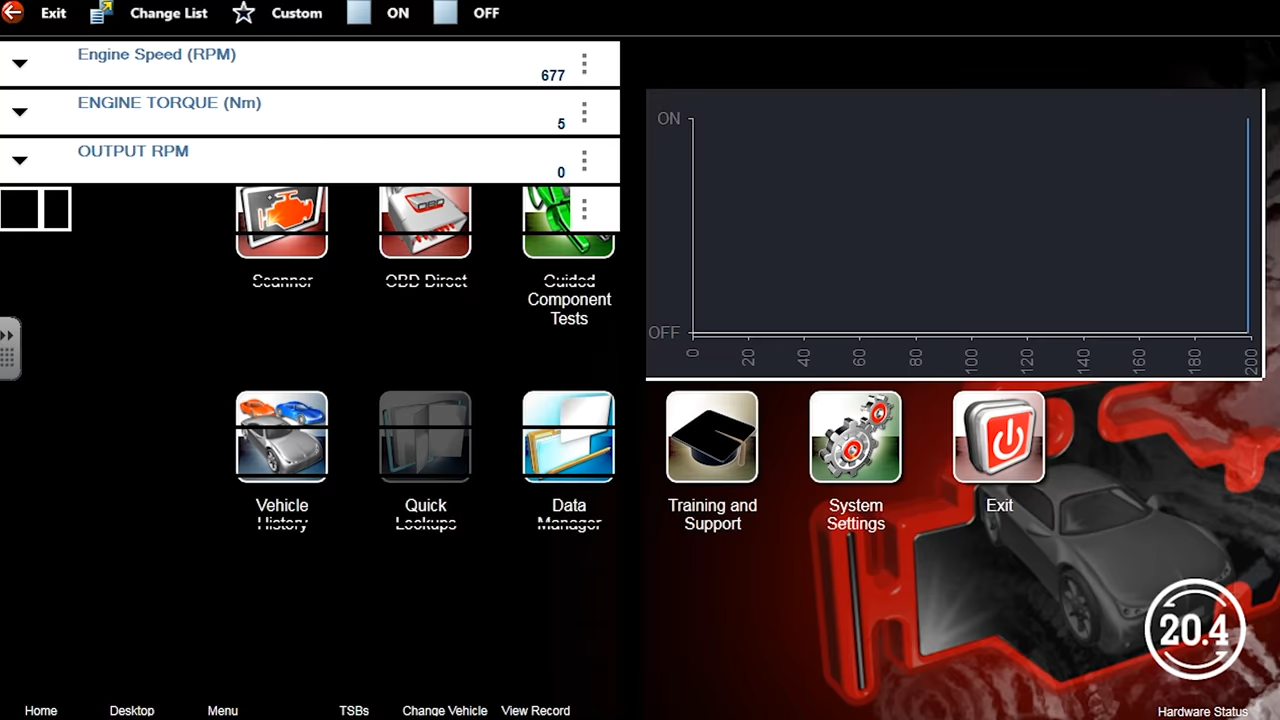 Exit Change List Custom ON OFF
Engine Speed (RPM)
677
ENGINE TORQUE (Nm)
5
OUTPUT RPM
0
ON
OFF
0 20 40 60 80 100 120 140 160 180 200
Scanner
OBD Direct
Guided
Component
Tests
Vehicle
History
Quick
Lookups
Data
Manager
Training and
Support
System
Settings
Exit
20.4
Home Desktop Menu TSBs Change Vehicle View Record Hardware Status